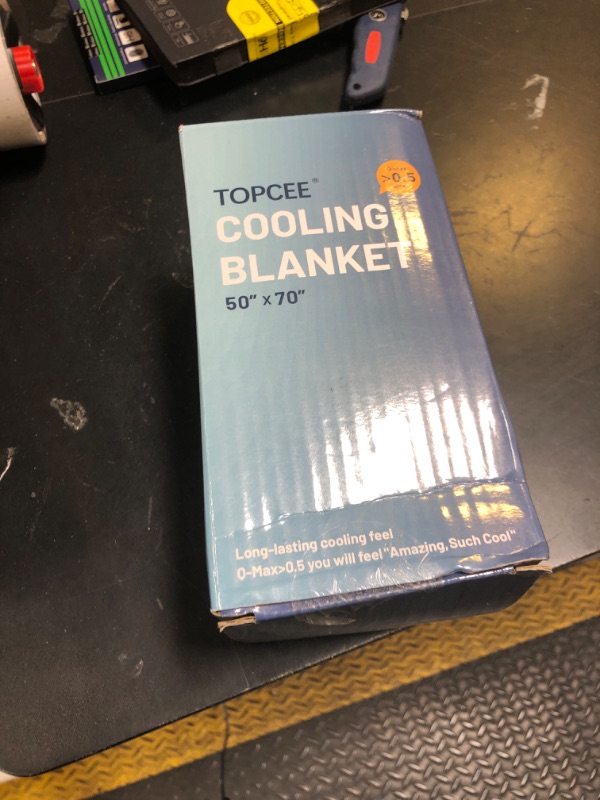 TOPCEE®
COOLING
BLANKET
50" x 70"
>0.5
Long-lasting cooling feel
Q-Max>0.5 you will feel "Amazing, Such Cool"